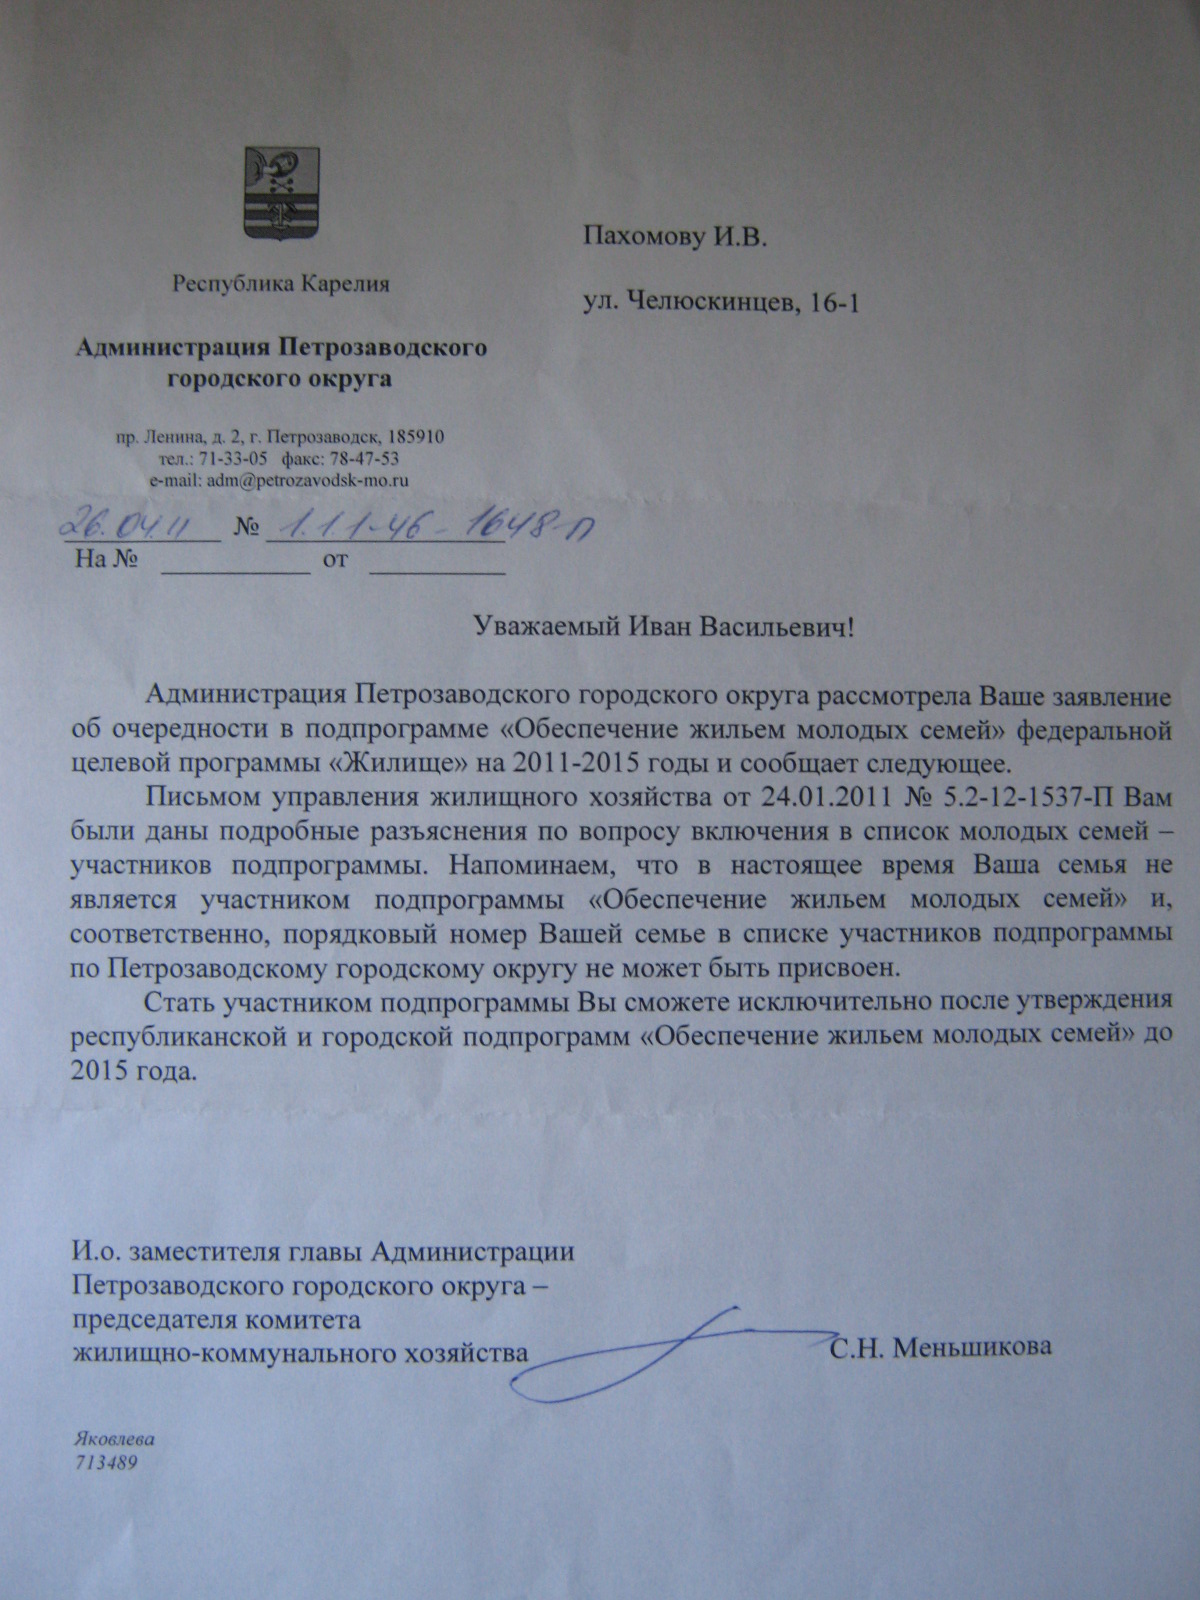 Республика Карелия
Администрация Петрозаводского
городского округа
пр. Ленина, д. 2, г. Петрозаводск, 185910
тел.: 71-33-05 факс: 78-47-53
e-mail: adm@petrozavodsk-mo.ru
26.04.11 № 1.1.1-46-1648-П
На № от
Пахомову И.В.
ул. Челюскинцев, 16-1
Уважаемый Иван Васильевич!
Администрация Петрозаводского городского округа рассмотрела Ваше заявление
об очередности в подпрограмме «Обеспечение жильем молодых семей» федеральной
целевой программы «Жилище» на 2011-2015 годы и сообщает следующее.
Письмом управления жилищного хозяйства от 24.01.2011 № 5.2-12-1537-П Вам
были даны подробные разъяснения по вопросу включения в список молодых семей –
участников подпрограммы. Напоминаем, что в настоящее время Ваша семья не
является участником подпрограммы «Обеспечение жильем молодых семей» и,
соответственно, порядковый номер Вашей семье в списке участников подпрограммы
по Петрозаводскому городскому округу не может быть присвоен.
Стать участником подпрограммы Вы сможете исключительно после утверждения
республиканской и городской подпрограмм «Обеспечение жильем молодых семей» до
2015 года.
И.о. заместителя главы Администрации
Петрозаводского городского округа –
председателя комитета
жилищно-коммунального хозяйства С.Н. Меньшикова
Яковлева
713489